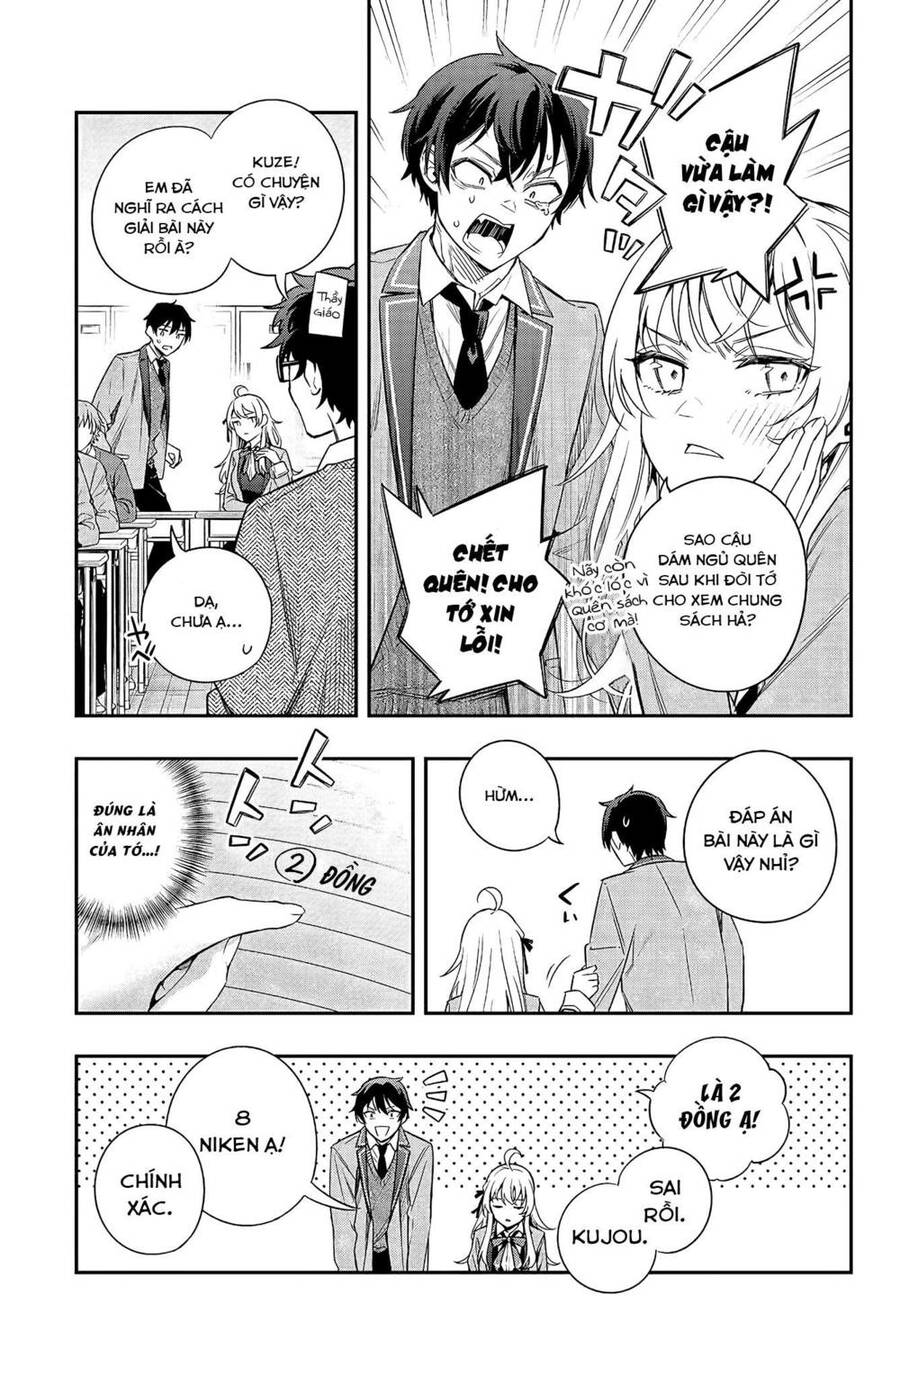 CẬU
VỪA LÀM
GÌ VẬY?!
SAO CẬU
DÁM NGỦ QUÊN
SAU KHI ĐÒI TỚ
CHO XEM CHUNG
SÁCH HẢ?
Nãy còn
khóc lóc vì
quên sách
cơ mà!
CHẾT
QUÊN! CHO
TỚ XIN
LỖI!
KUZE!
CÓ CHUYỆN
GÌ VẬY?
EM ĐÃ
NGHĨ RA CÁCH
GIẢI BÀI NÀY
RỒI À?
Thầy
Giáo
DẠ,
CHƯA Ạ...
ĐÁP ÁN
BÀI NÀY LÀ GÌ
VẬY NHỈ?
HỪM...
トントン
② ĐỒNG
ĐÚNG LÀ
ÂN NHÂN
CỦA TỚ...!
LÀ 2
ĐỒNG Ạ!
SAI
RỒI.
KUJOU.
8
NIKEN Ạ!
CHÍNH
XÁC.